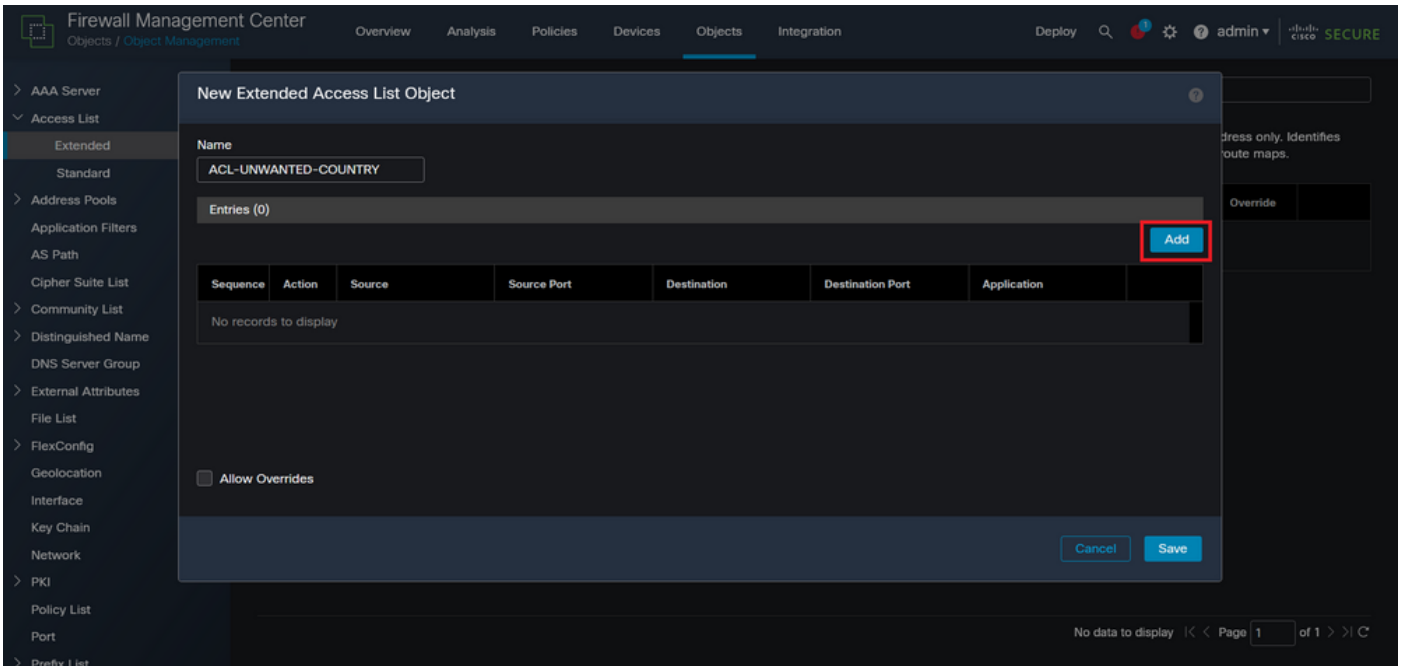 Firewall Management Center
Objects / Object Management
Overview Analysis Policies Devices Objects Integration Deploy 1 admin
cisco SECURE
AAA Server
Access List
Extended
Standard
Address Pools
Application Filters
AS Path
Cipher Suite List
Community List
Distinguished Name
DNS Server Group
External Attributes
File List
FlexConfig
Geolocation
Interface
Key Chain
Network
PKI
Policy List
Port
Prefix List
New Extended Access List Object
Name
ACL-UNWANTED-COUNTRY
Entries (0)
Add
Sequence Action Source Source Port Destination Destination Port Application
No records to display
Allow Overrides
Cancel Save
dress only. Identifies
route maps.
Override
No data to display |< < Page 1 of 1 > >|